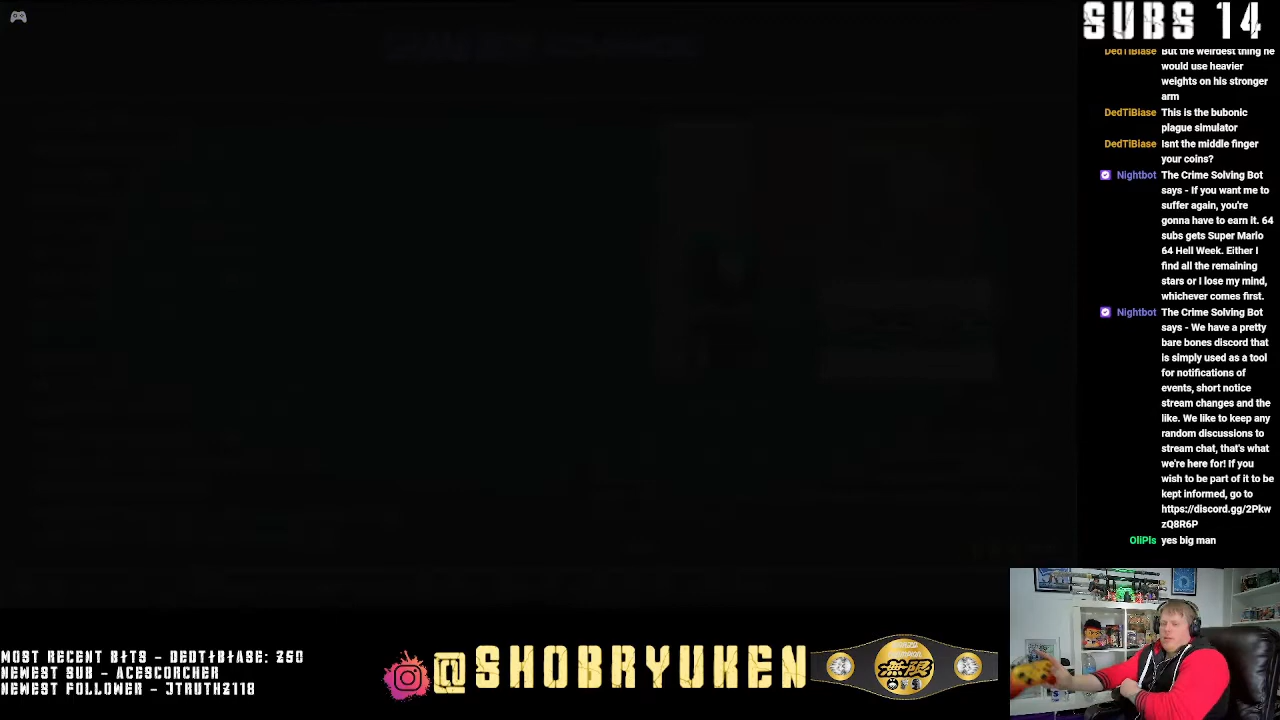 SUBS 14
DedTiBiase But the weirdest thing he
would use heavier
weights on his stronger
arm
DedTiBiase This is the bubonic
plague simulator
DedTiBiase Isnt the middle finger
your coins?
Nightbot The Crime Solving Bot
says - If you want me to
suffer again, you're
gonna have to earn it. 64
subs gets Super Mario
64 Hell Week. Either I
find all the remaining
stars or I lose my mind,
whichever comes first.
Nightbot The Crime Solving Bot
says - We have a pretty
bare bones discord that
is simply used as a tool
for notifications of
events, short notice
stream changes and the
like. We like to keep any
random discussions to
stream chat, that's what
we're here for! If you
wish to be part of it to be
kept informed, go to
https://discord.gg/2Pkw
zQ8R6P
OliPls yes big man
MOST RECENT BITS - DEDTIBIASE: 250
NEWEST SUB - ACESCORCHER
NEWEST FOLLOWER - JTRUTH2118
@SHOBRYUKEN